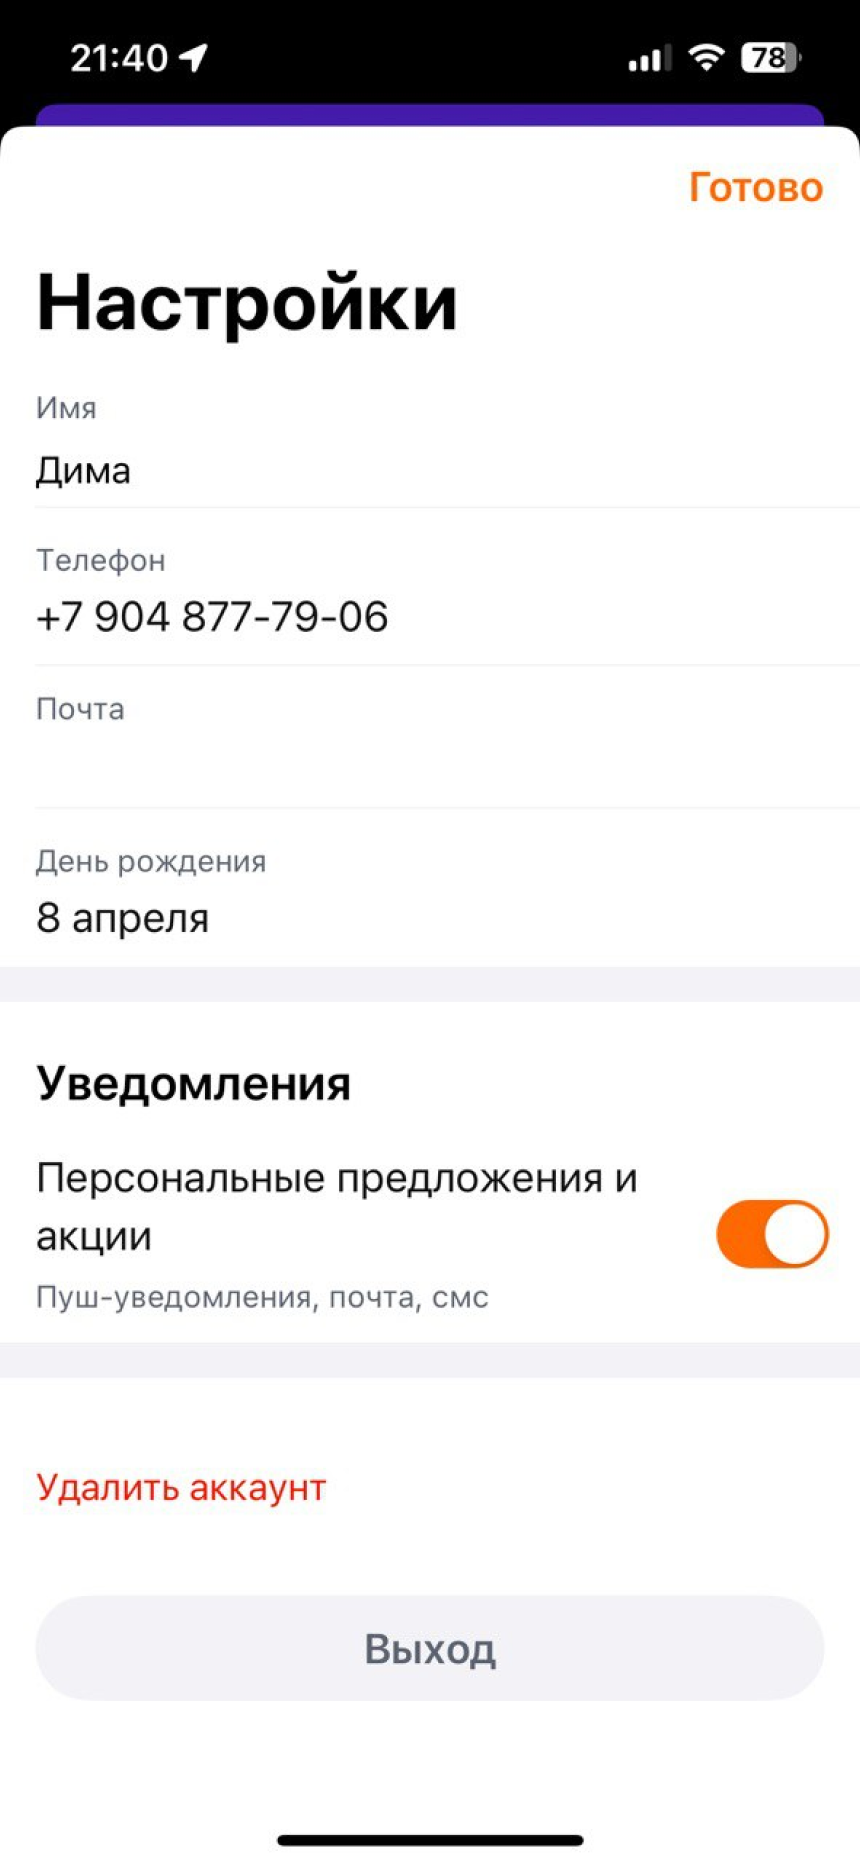 21:40
78
Готово
Настройки
Имя
Дима
Телефон
+7 904 877-79-06
Почта
День рождения
8 апреля
Уведомления
Персональные предложения и
акции
Пуш-уведомления, почта, смс
Удалить аккаунт
Выход